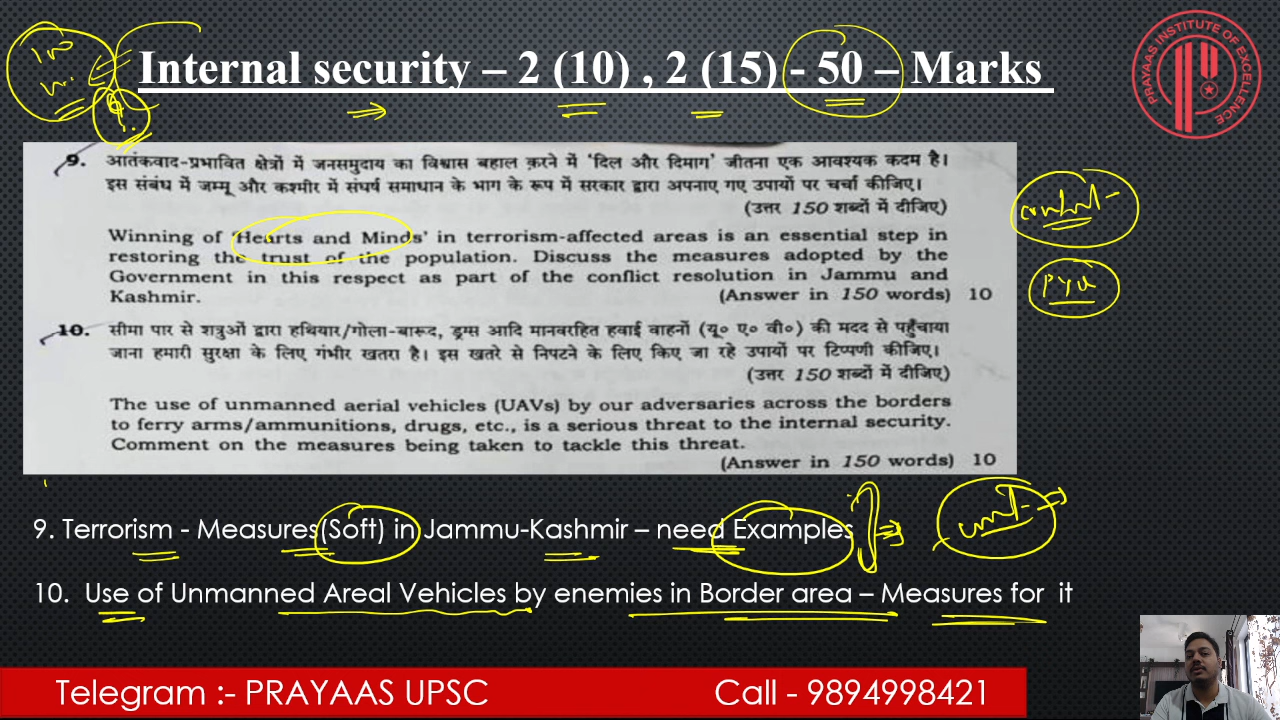 Internal security – 2 (10) , 2 (15) - 50 – Marks
PRAYAAS INSTITUTE OF EXCELLENCE
9. आतंकवाद-प्रभावित क्षेत्रों में जनसमुदाय का विश्वास बहाल करने में 'दिल और दिमाग' जीतना एक आवश्यक कदम है।
इस संबंध में जम्मू और कश्मीर में संघर्ष समाधान के भाग के रूप में सरकार द्वारा अपनाए गए उपायों पर चर्चा कीजिए।
(उत्तर 150 शब्दों में दीजिए)
Winning of 'Hearts and Minds' in terrorism-affected areas is an essential step in
restoring the trust of the population. Discuss the measures adopted by the
Government in this respect as part of the conflict resolution in Jammu and
Kashmir. (Answer in 150 words) 10
10. सीमा पार से शत्रुओं द्वारा हथियार/गोला-बारूद, ड्रग्स आदि मानवरहित हवाई वाहनों (यू० ए० वी०) की मदद से पहुँचाया
जाना हमारी सुरक्षा के लिए गंभीर खतरा है। इस खतरे से निपटने के लिए किए जा रहे उपायों पर टिप्पणी कीजिए।
(उत्तर 150 शब्दों में दीजिए)
The use of unmanned aerial vehicles (UAVs) by our adversaries across the borders
to ferry arms/ammunitions, drugs, etc., is a serious threat to the internal security.
Comment on the measures being taken to tackle this threat.
(Answer in 150 words) 10
PYQ
9. Terrorism - Measures(Soft) in Jammu-Kashmir – need Examples
10. Use of Unmanned Areal Vehicles by enemies in Border area – Measures for it
Telegram :- PRAYAAS UPSC Call - 9894998421